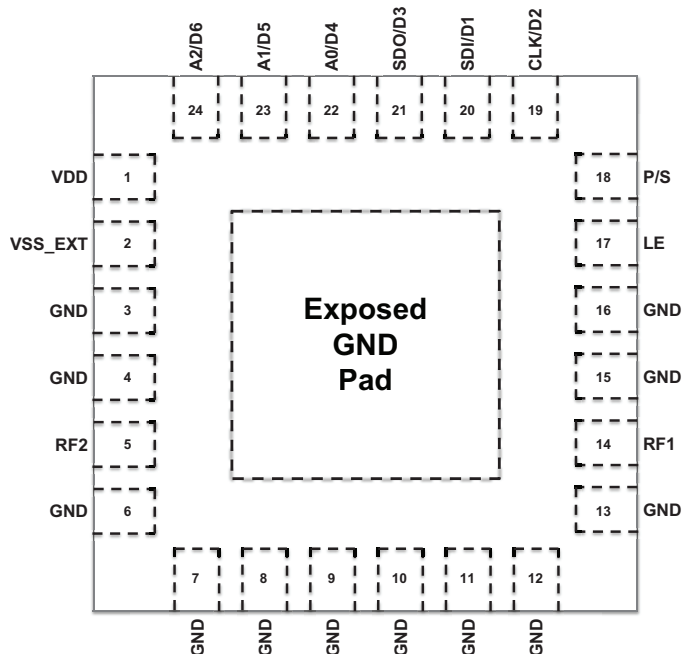 A2/D6
A1/D5
A0/D4
SDO/D3
SDI/D1
CLK/D2
24
23
22
21
20
19
VDD 1
18 P/S
VSS_EXT 2
17 LE
GND 3
16 GND
GND 4
15 GND
RF2 5
14 RF1
GND 6
13 GND
Exposed
GND
Pad
7
8
9
10
11
12
GND
GND
GND
GND
GND
GND